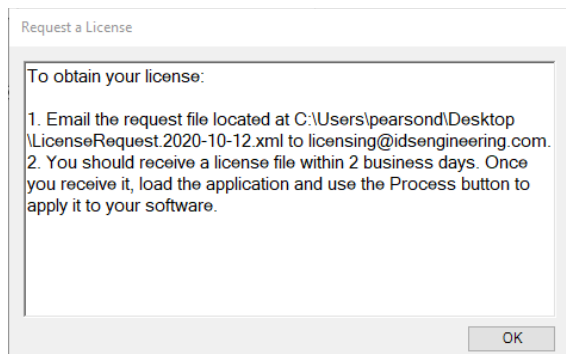 Request a License
To obtain your license:
1. Email the request file located at C:\Users\pearsond\Desktop
\LicenseRequest.2020-10-12.xml to licensing@idsengineering.com.
2. You should receive a license file within 2 business days. Once
you receive it, load the application and use the Process button to
apply it to your software.
OK